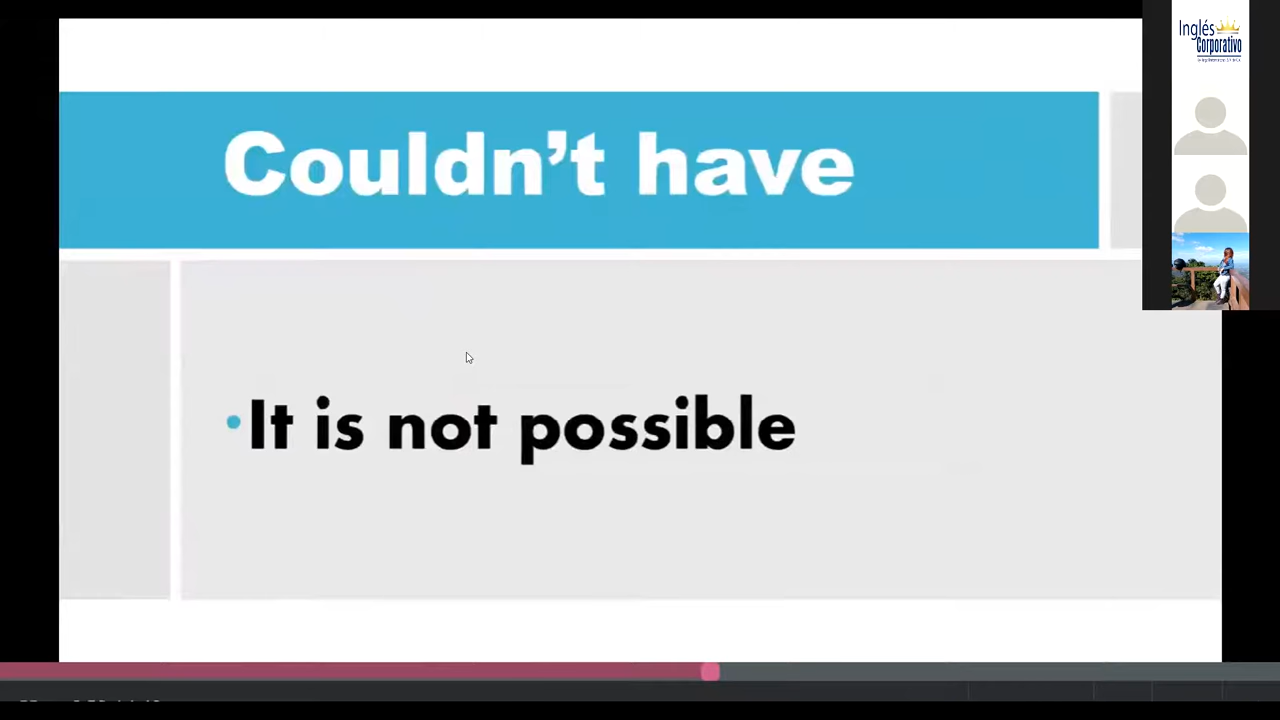 Couldn't have
• It is not possible
Inglés
Corporativo